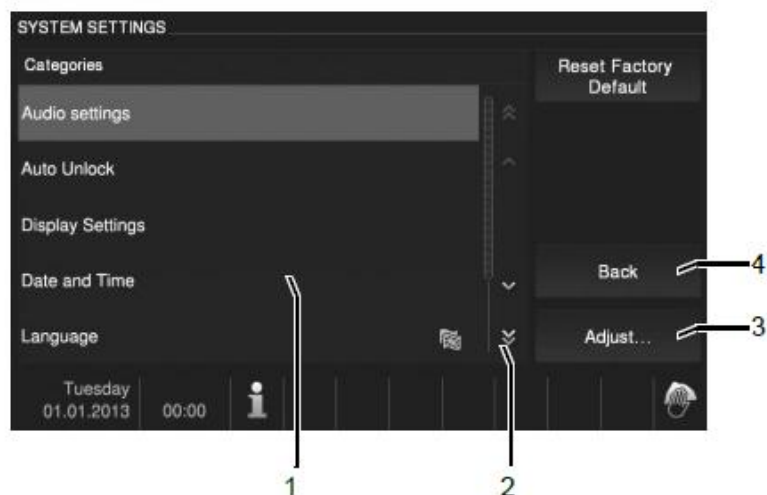 SYSTEM SETTINGS
Categories
Reset Factory
Default
Audio settings
Auto Unlock
Display Settings
Date and Time
Back
4
Language
Adjust...
3
Tuesday
01.01.2013
00:00
1
2